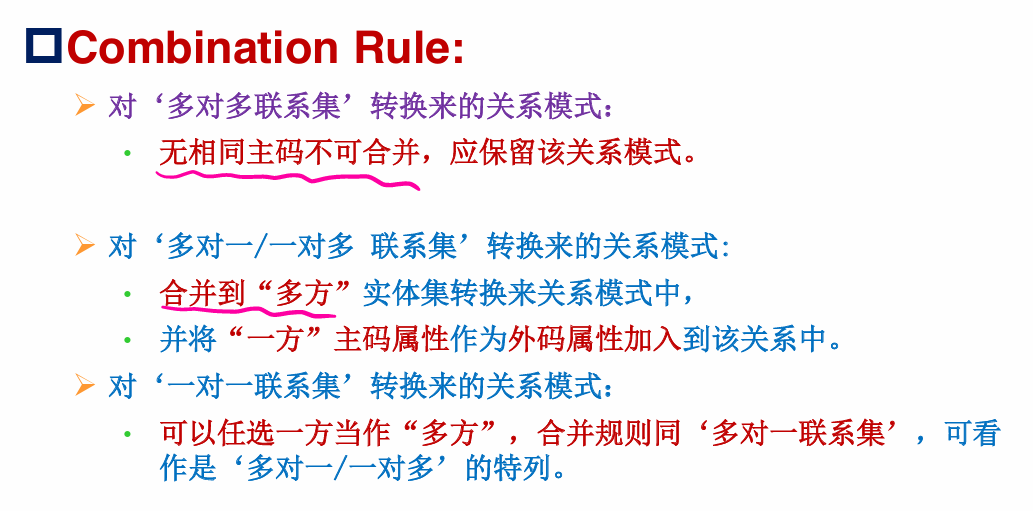 Combination Rule:
对‘多对多联系集’转换来的关系模式：
无相同主码不可合并，应保留该关系模式。
对‘多对一/一对多 联系集’转换来的关系模式:
合并到“多方”实体集转换来关系模式中，
并将“一方”主码属性作为外码属性加入到该关系中。
对‘一对一联系集’转换来的关系模式：
可以任选一方当作“多方”，合并规则同‘多对一联系集’，可看
作是‘多对一/一对多’的特列。